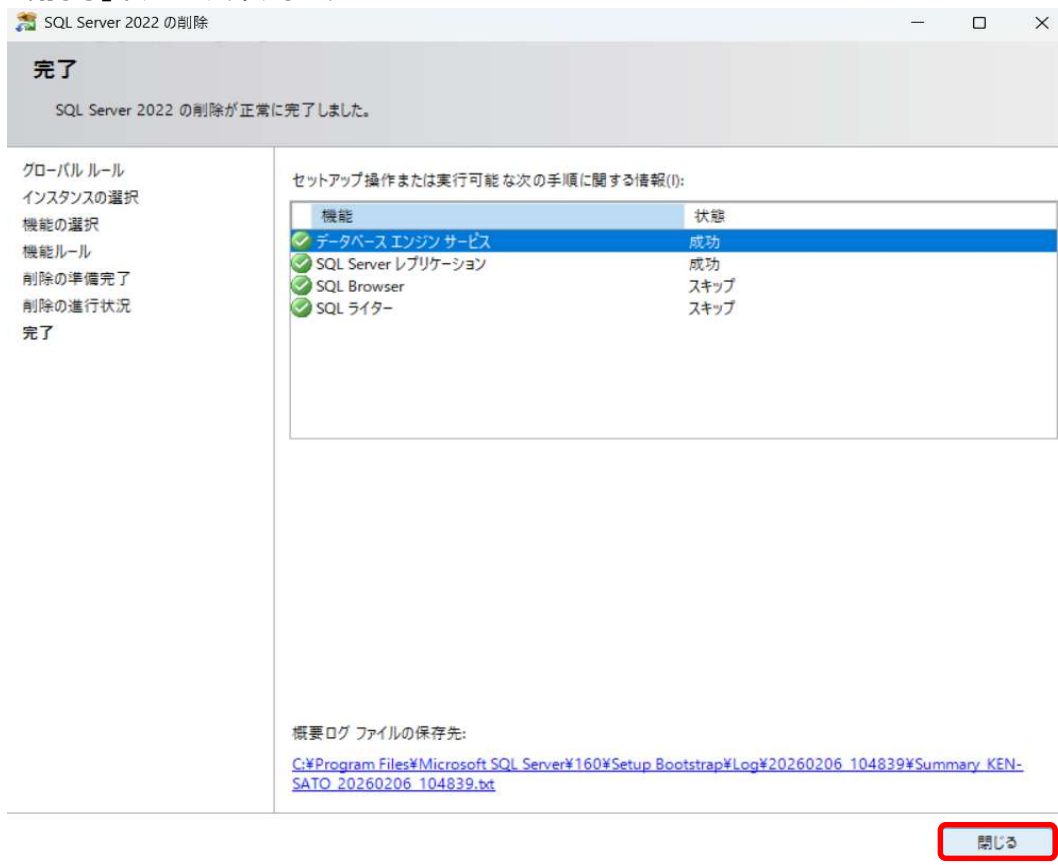 SQL Server 2022 の削除
完了
SQL Server 2022 の削除が正常に完了しました。
グローバル ルール
インスタンスの選択
機能の選択
機能ルール
削除の準備完了
削除の進行状況
完了
セットアップ操作または実行可能な次の手順に関する情報(I):
機能 状態
データベース エンジン サービス 成功
SQL Server レプリケーション 成功
SQL Browser スキップ
SQL ライター スキップ
概要ログ ファイルの保存先:
C:¥Program Files¥Microsoft SQL Server¥160¥Setup Bootstrap¥Log¥20260206_104839¥Summary_KEN-
SATO_20260206_104839.txt
閉じる